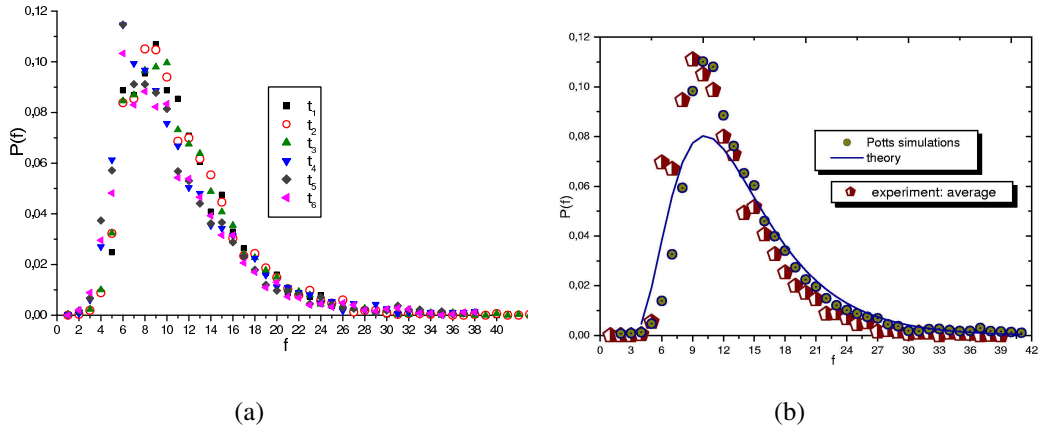 0,12
0,10
0,08
0,06
0,04
0,02
0,00
P(f)
0 2 4 6 8 10 12 14 16 18 20 22 24 26 28 30 32 34 36 38 40
f
t1
t2
t3
t4
t5
t6
(a)
0,12
0,10
0,08
0,06
0,04
0,02
0,00
P(f)
0 3 6 9 12 15 18 21 24 27 30 33 36 39 42
f
Potts simulations
theory
experiment: average
(b)